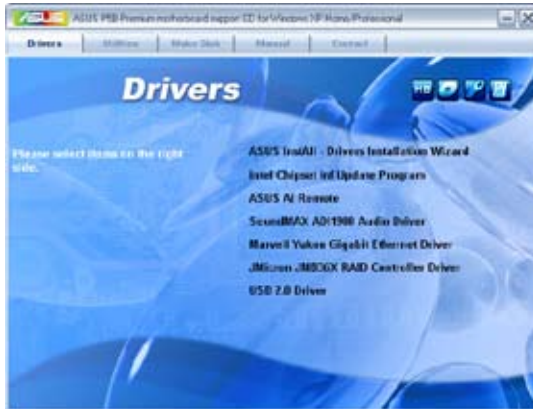 ASUS P5B Premium motherboard support CD for Windows XP Home/Professional
Drivers Utilities Make Disk Manual Contact
Drivers
Please select items on the right side.
ASUS InstAll - Drivers Installation Wizard
Intel Chipset Inf Update Program
ASUS AI Remote
SoundMAX ADI1988 Audio Driver
Marvell Yukon Gigabit Ethernet Driver
JMicron JMB36X RAID Controller Driver
USB 2.0 Driver